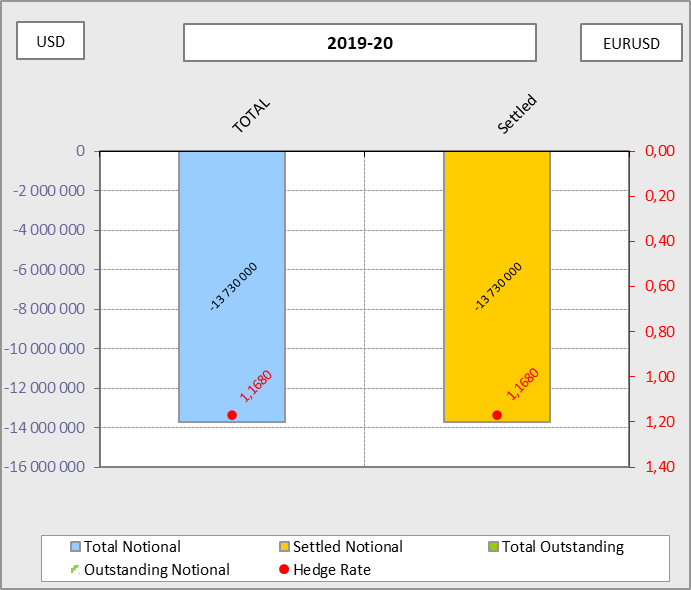 USD 2019-20 EURUSD
TOTAL Settled
0 0,00
-2 000 000 0,20
-4 000 000 0,40
-6 000 000 0,60
-13 730 000 -13 730 000
-8 000 000 0,80
-10 000 000 1,00
1,1680 1,1680
-12 000 000 1,20
-14 000 000
-16 000 000 1,40
Total Notional Settled Notional Total Outstanding
Outstanding Notional Hedge Rate